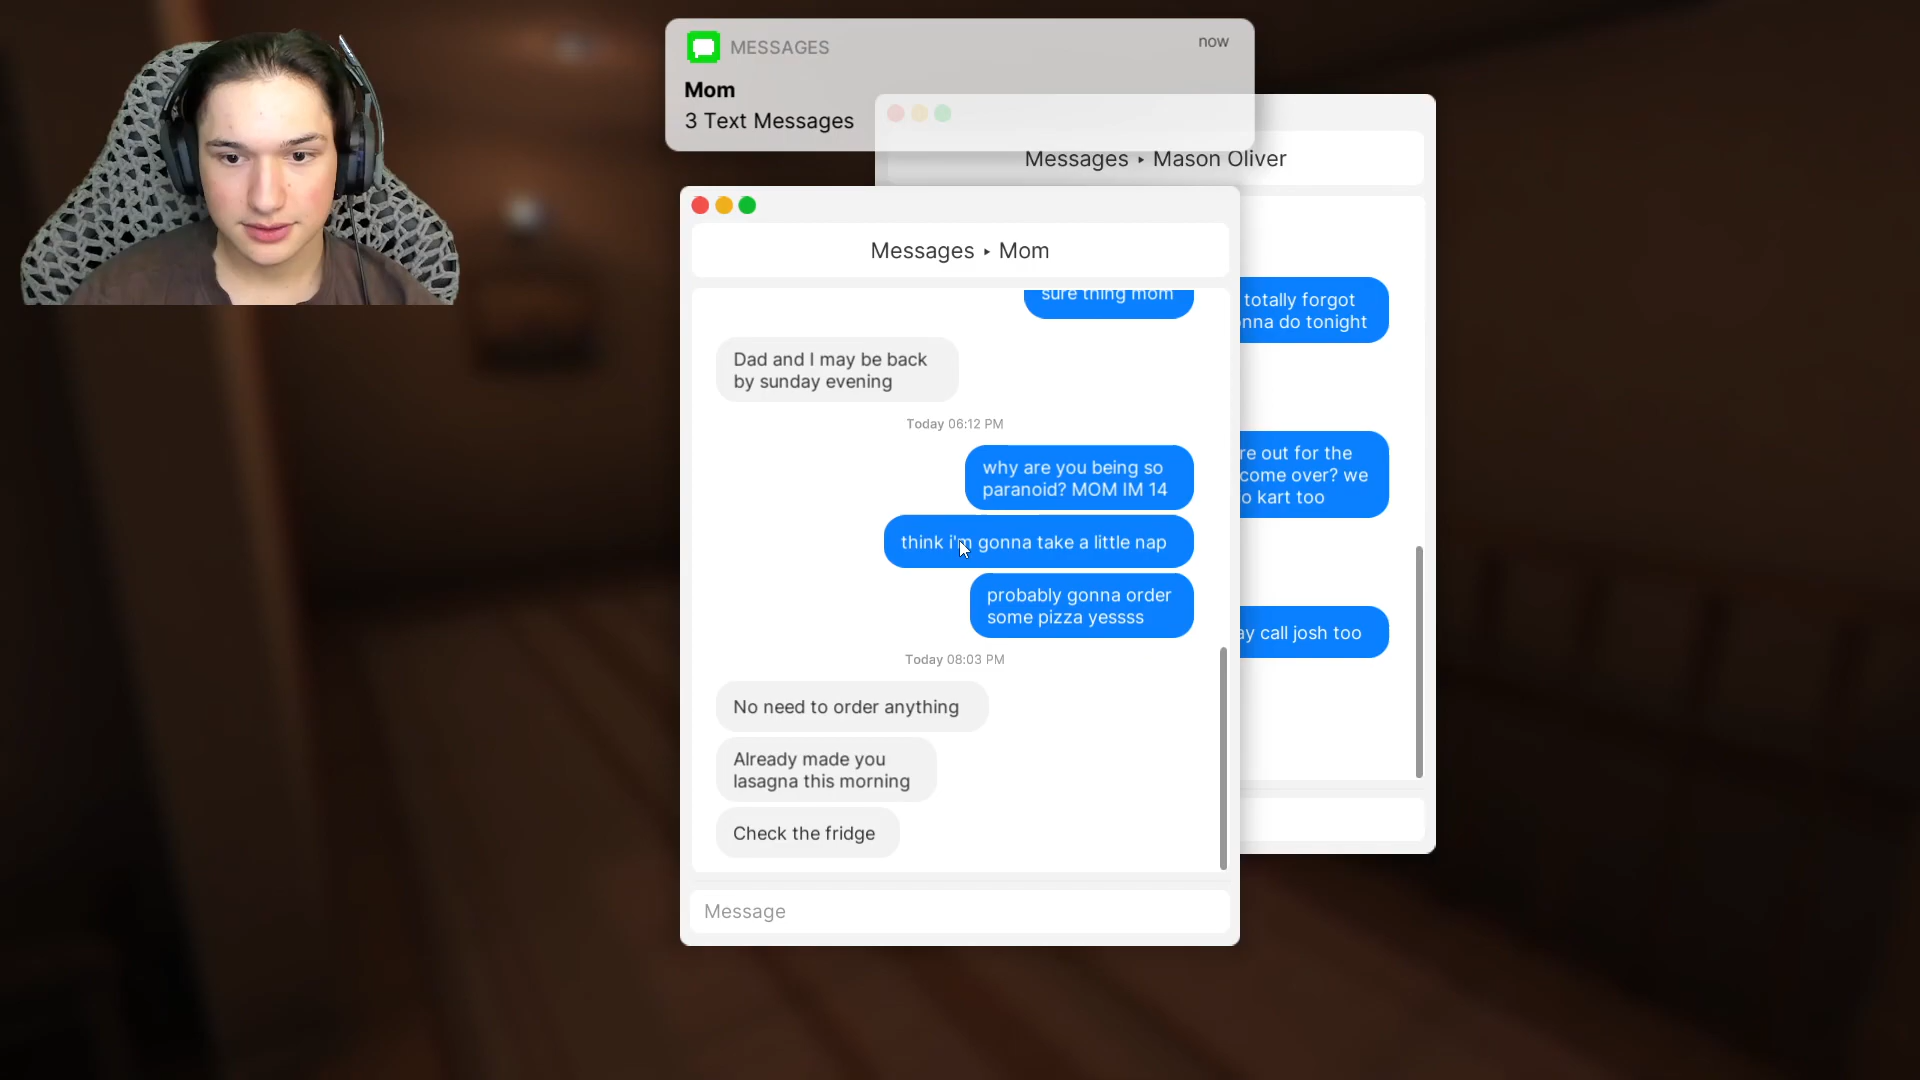 MESSAGES
now
Mom
3 Text Messages
Messages ▸ Mason Oliver
Messages ▸ Mom
sure thing mom
Dad and I may be back
by sunday evening
Today 06:12 PM
why are you being so
paranoid? MOM IM 14
think i'm gonna take a little nap
probably gonna order
some pizza yessss
Today 08:03 PM
No need to order anything
Already made you
lasagna this morning
Check the fridge
Message
totally forgot
do tonight
out for the
come over? we
kart too
call josh too